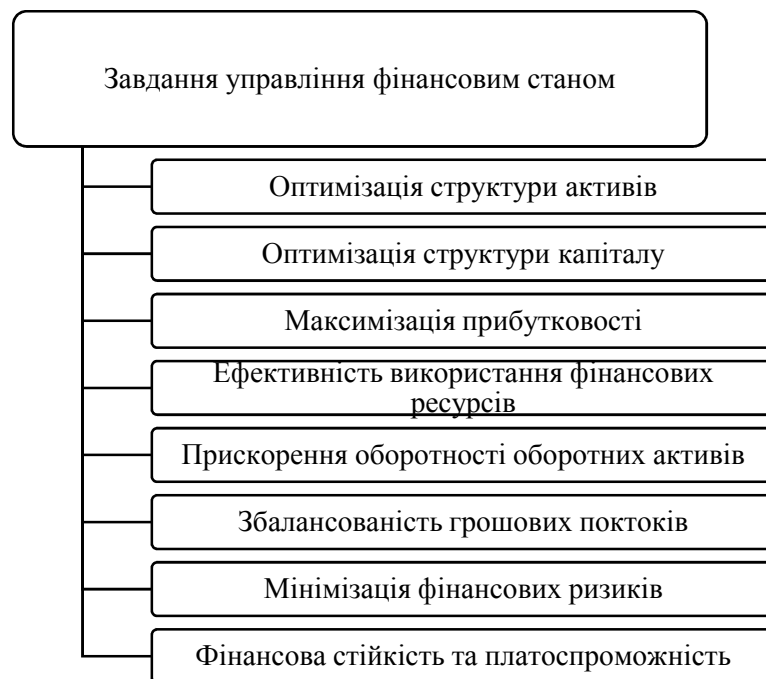 Завдання управління фінансовим станом
Оптимізація структури активів
Оптимізація структури капіталу
Максимізація прибутковості
Ефективність використання фінансових
ресурсів
Прискорення оборотності оборотних активів
Збалансованість грошових поктоків
Мінімізація фінансових ризиків
Фінансова стійкість та платоспроможність